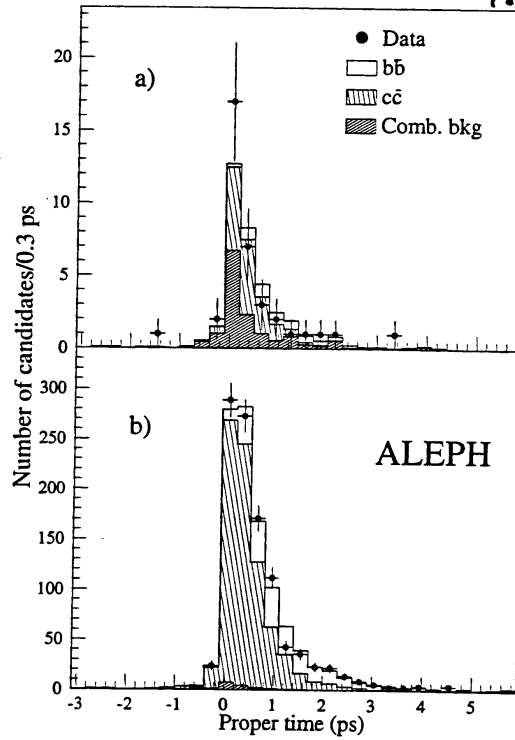 20
15
10
5
0
a)
Data
bb̄
cc̄
Comb. bkg
Number of candidates/0.3 ps
300
250
200
150
100
50
0
b)
ALEPH
-3 -2 -1 0 1 2 3 4 5
Proper time (ps)